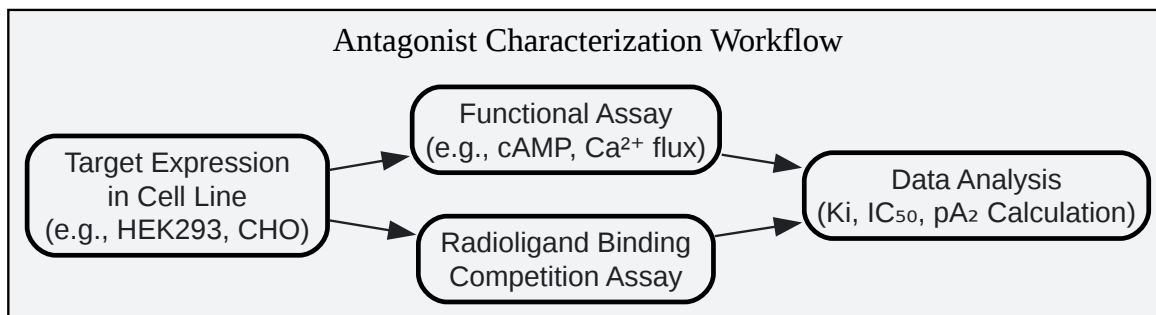 Antagonist Characterization Workflow
Target Expression
in Cell Line
(e.g., HEK293, CHO)
Functional Assay
(e.g., cAMP, Ca²⁺ flux)
Radioligand Binding
Competition Assay
Data Analysis
(Ki, IC₅₀, pA₂ Calculation)